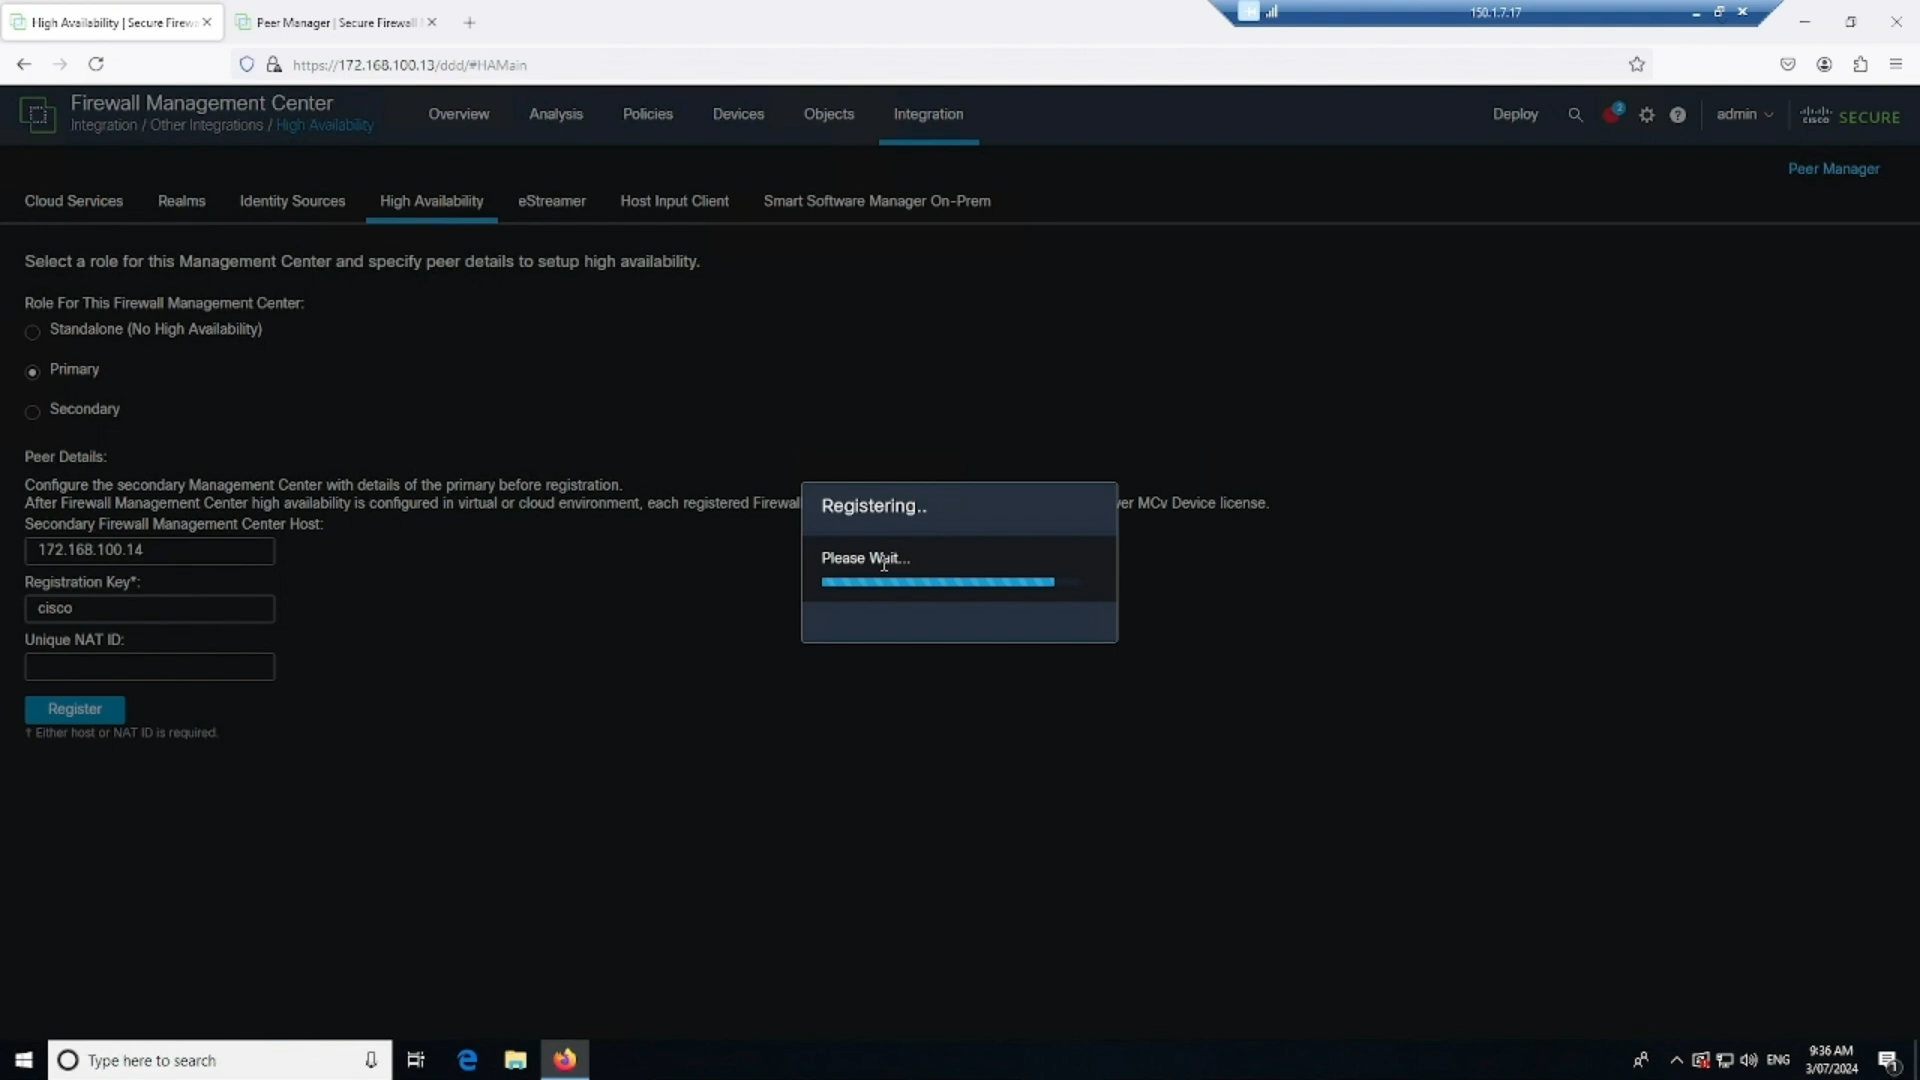 High Availability | Secure Firew
Peer Manager | Secure Firewall
150.1.7.17
https://172.168.100.13/ddd/#HAMain
Firewall Management Center
Integration / Other Integrations / High Availability
Overview
Analysis
Policies
Devices
Objects
Integration
Deploy
2
admin
cisco SECURE
Peer Manager
Cloud Services
Realms
Identity Sources
High Availability
eStreamer
Host Input Client
Smart Software Manager On-Prem
Select a role for this Management Center and specify peer details to setup high availability.
Role For This Firewall Management Center:
Standalone (No High Availability)
Primary
Secondary
Peer Details:
Configure the secondary Management Center with details of the primary before registration.
After Firewall Management Center high availability is configured in virtual or cloud environment, each registered Firewal
er MCv Device license.
Secondary Firewall Management Center Host:
172.168.100.14
Registration Key*:
cisco
Unique NAT ID:
Register
† Either host or NAT ID is required.
Registering..
Please Wait...
Type here to search
ENG
9:36 AM
3/07/2024
1